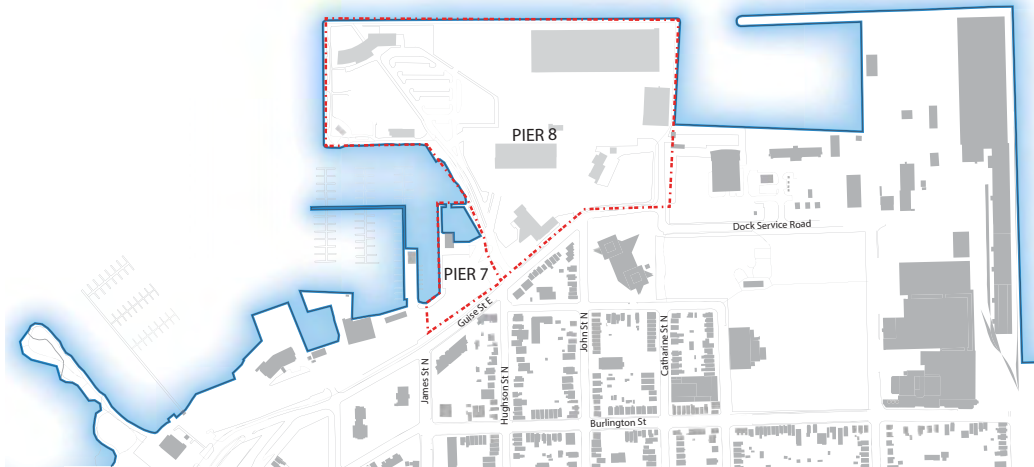 PIER 8
Dock Service Road
PIER 7
Guise St E
James St N
Hughson St N
John St N
Catharine St N
Burlington St